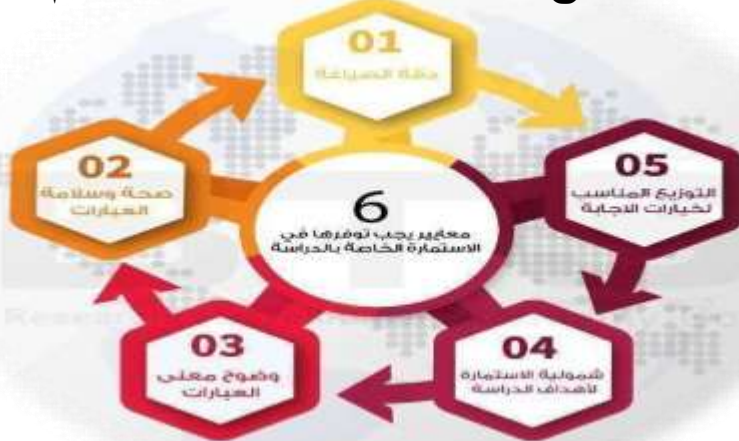 01
دقة الصياغة
02
صحة وسلامة
العبارات
03
وضوح معنى
العبارات
04
شمولية الاستمارة
لأهداف الدراسة
05
التوزيع المناسب
لخيارات الاجابة
6
معايير يجب توفرها في
الاستمارة الخاصة بالدراسة